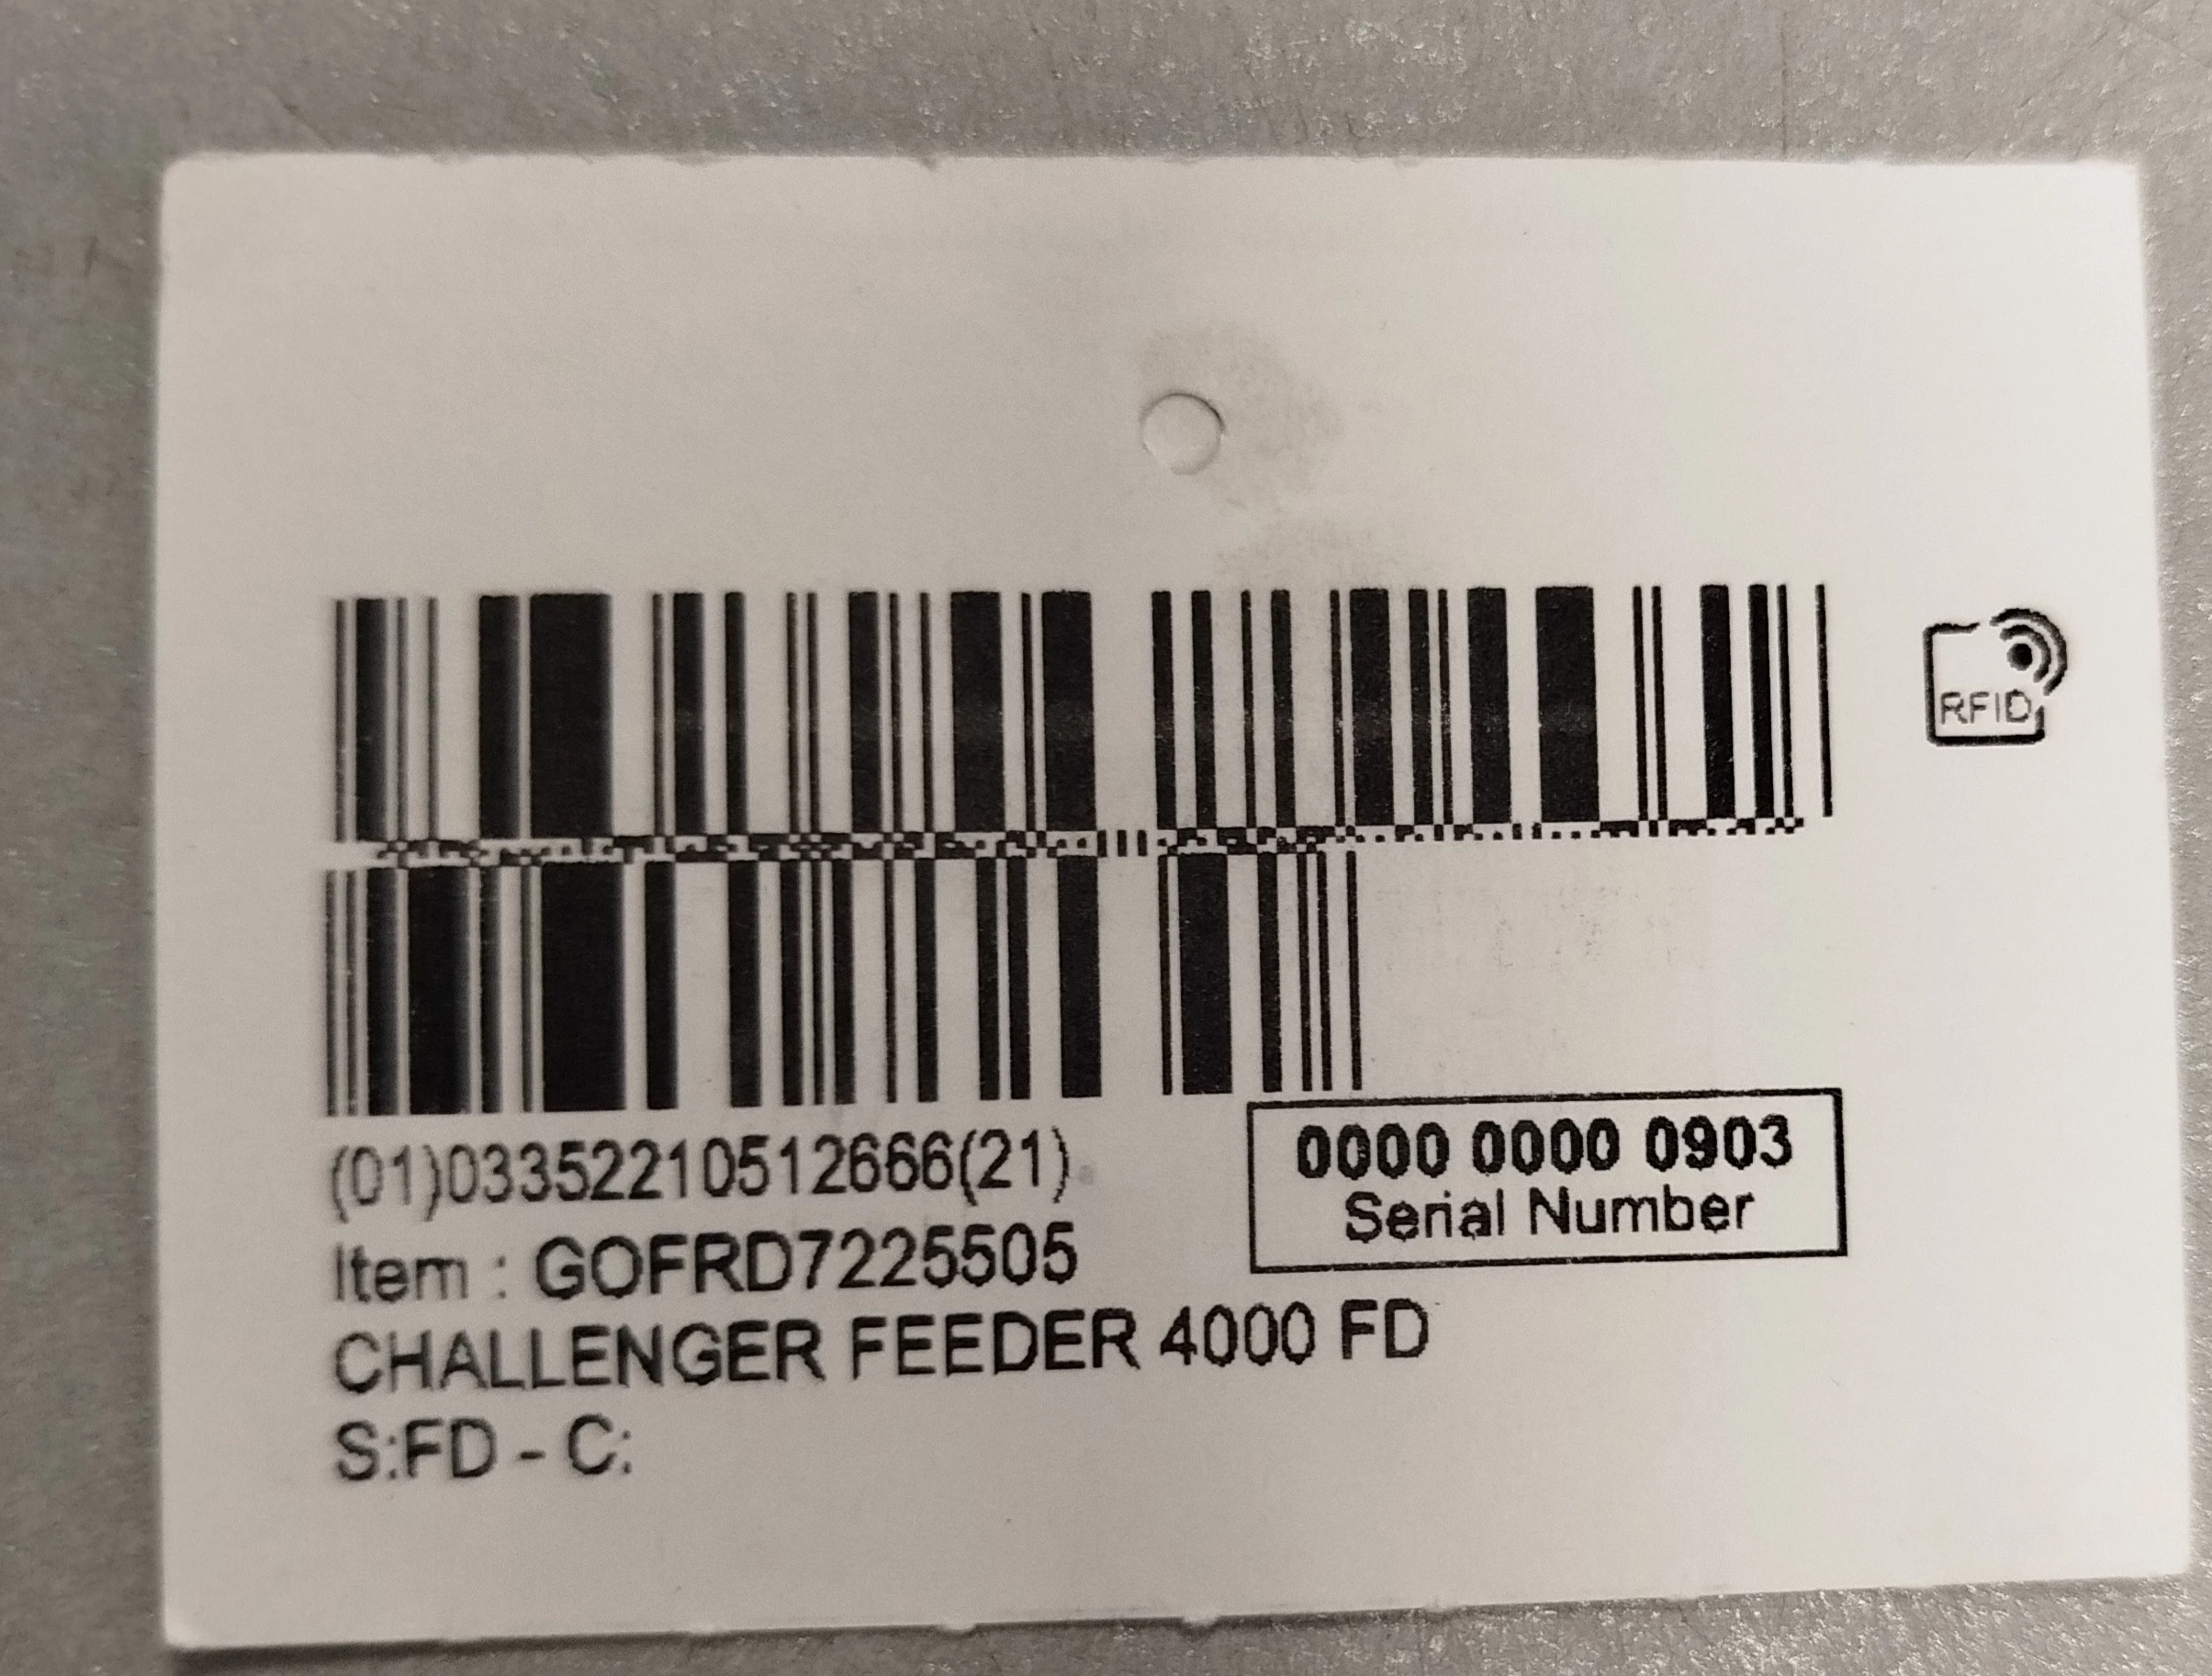 RFID
(01)03352210512666(21)
0000 0000 0903
Serial Number
Item : GOFRD7225505
CHALLENGER FEEDER 4000 FD
S:FD - C: